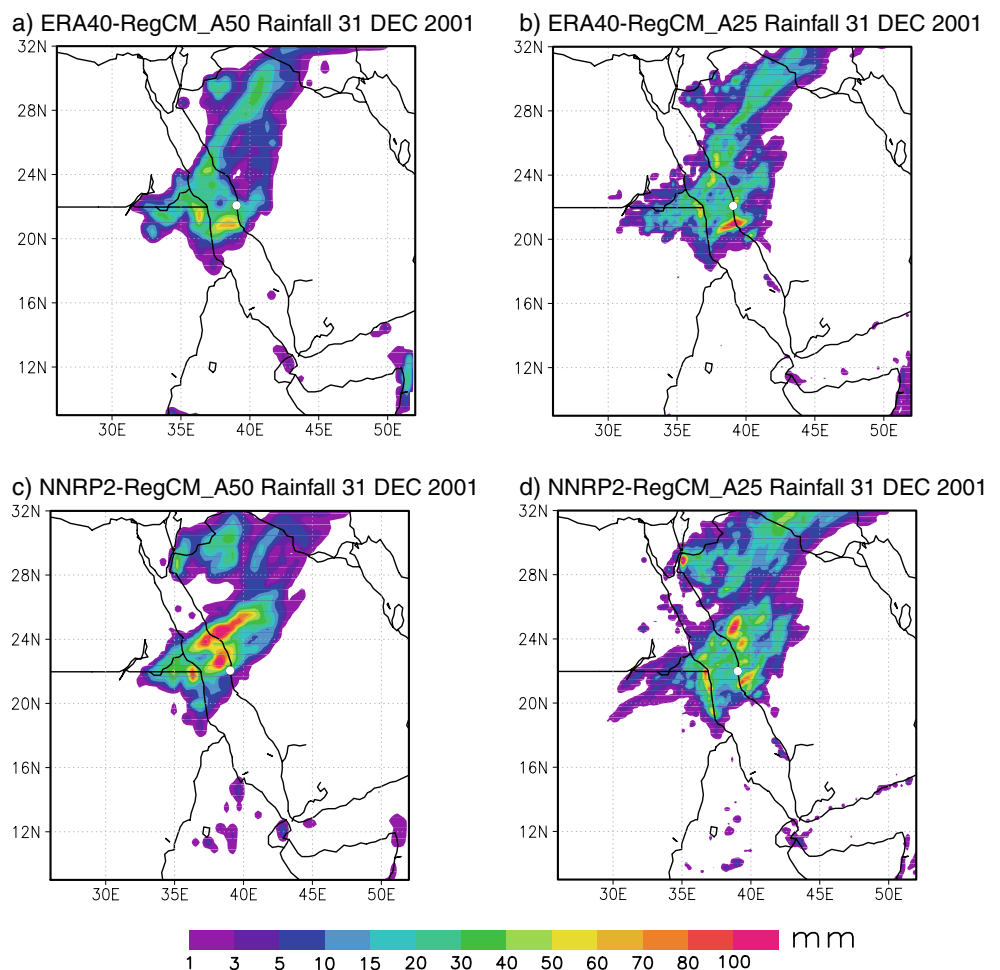 a) ERA40-RegCM_A50 Rainfall 31 DEC 2001
32N
28N
24N
20N
16N
12N
30E 35E 40E 45E 50E
b) ERA40-RegCM_A25 Rainfall 31 DEC 2001
32N
28N
24N
20N
16N
12N
30E 35E 40E 45E 50E
c) NNRP2-RegCM_A50 Rainfall 31 DEC 2001
32N
28N
24N
20N
16N
12N
30E 35E 40E 45E 50E
d) NNRP2-RegCM_A25 Rainfall 31 DEC 2001
32N
28N
24N
20N
16N
12N
30E 35E 40E 45E 50E
mm
1 3 5 10 15 20 30 40 50 60 70 80 100